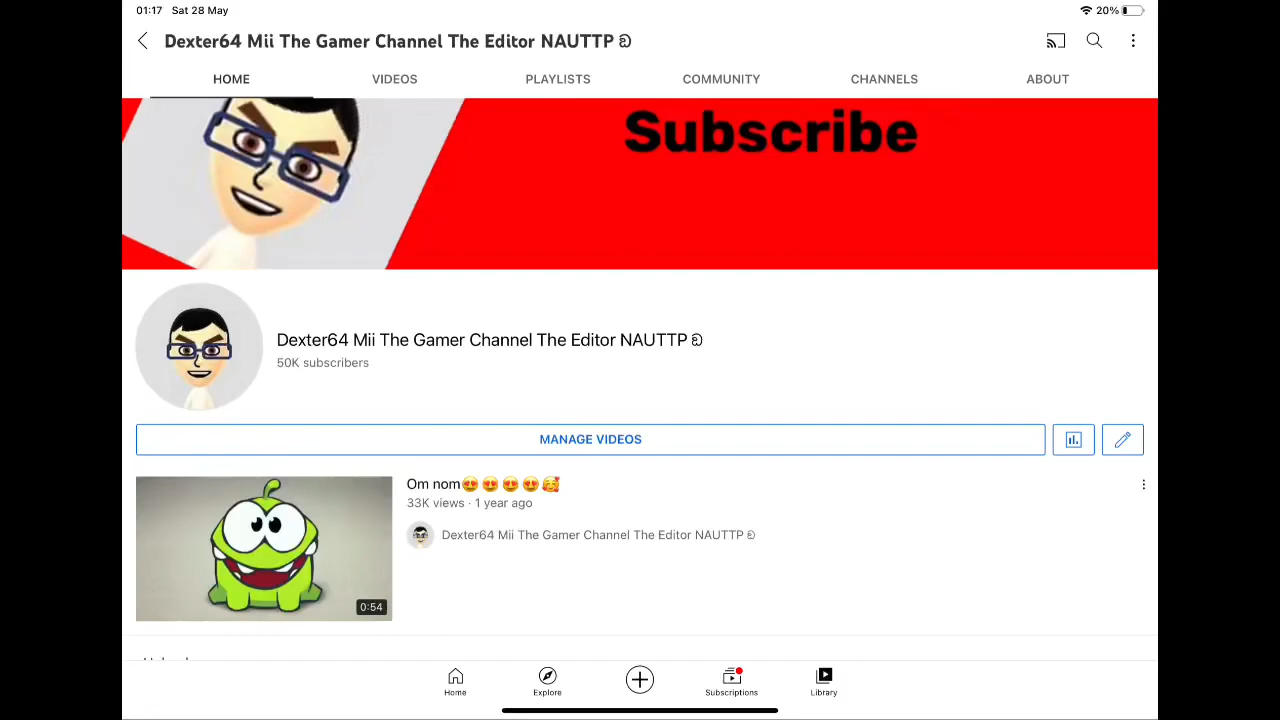 01:17 Sat 28 May
20%
Dexter64 Mii The Gamer Channel The Editor NAUTTP ච
HOME VIDEOS PLAYLISTS COMMUNITY CHANNELS ABOUT
Subscribe
Dexter64 Mii The Gamer Channel The Editor NAUTTP ච
50K subscribers
MANAGE VIDEOS
Om nom😍😍😍😍🥰
33K views · 1 year ago
Dexter64 Mii The Gamer Channel The Editor NAUTTP ච
0:54
Home Explore Subscriptions Library